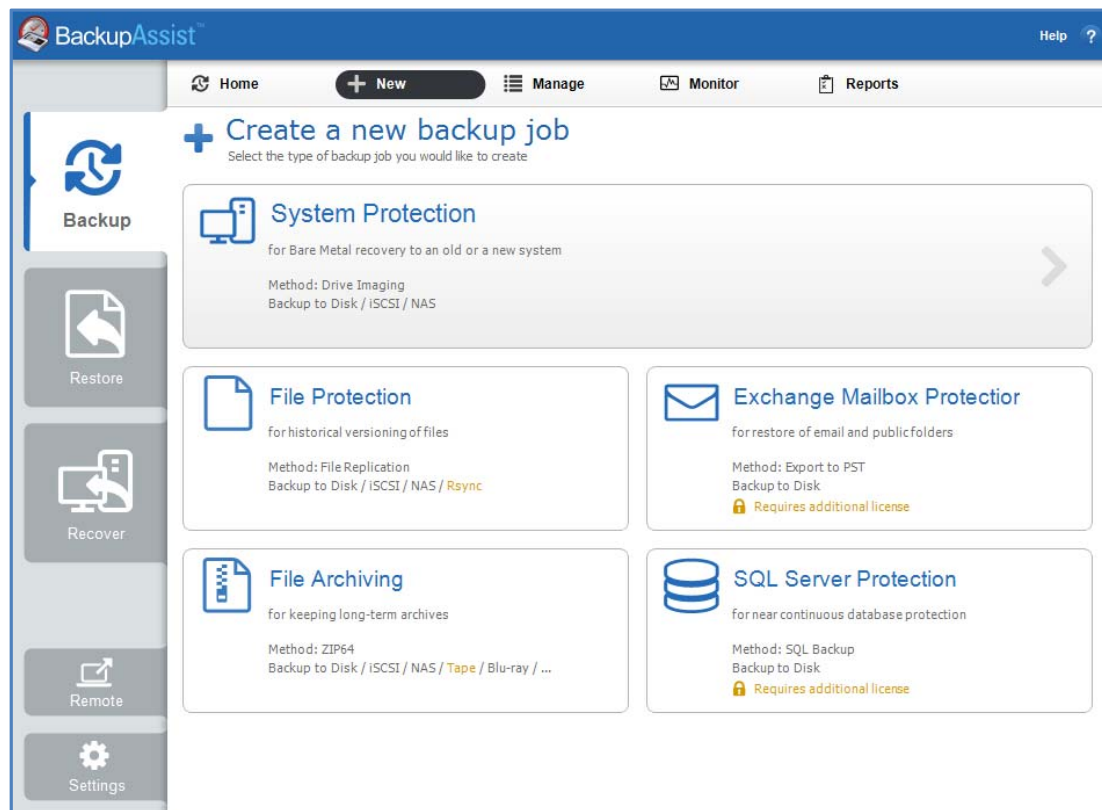 BackupAssist™
Help ?
Home New Manage Monitor Reports
Create a new backup job
Select the type of backup job you would like to create
Backup
Restore
Recover
Remote
Settings
System Protection
for Bare Metal recovery to an old or a new system
Method: Drive Imaging
Backup to Disk / iSCSI / NAS
File Protection
for historical versioning of files
Method: File Replication
Backup to Disk / iSCSI / NAS / Rsync
Exchange Mailbox Protectior
for restore of email and public folders
Method: Export to PST
Backup to Disk
Requires additional license
File Archiving
for keeping long-term archives
Method: ZIP64
Backup to Disk / iSCSI / NAS / Tape / Blu-ray / ...
SQL Server Protection
for near continuous database protection
Method: SQL Backup
Backup to Disk
Requires additional license